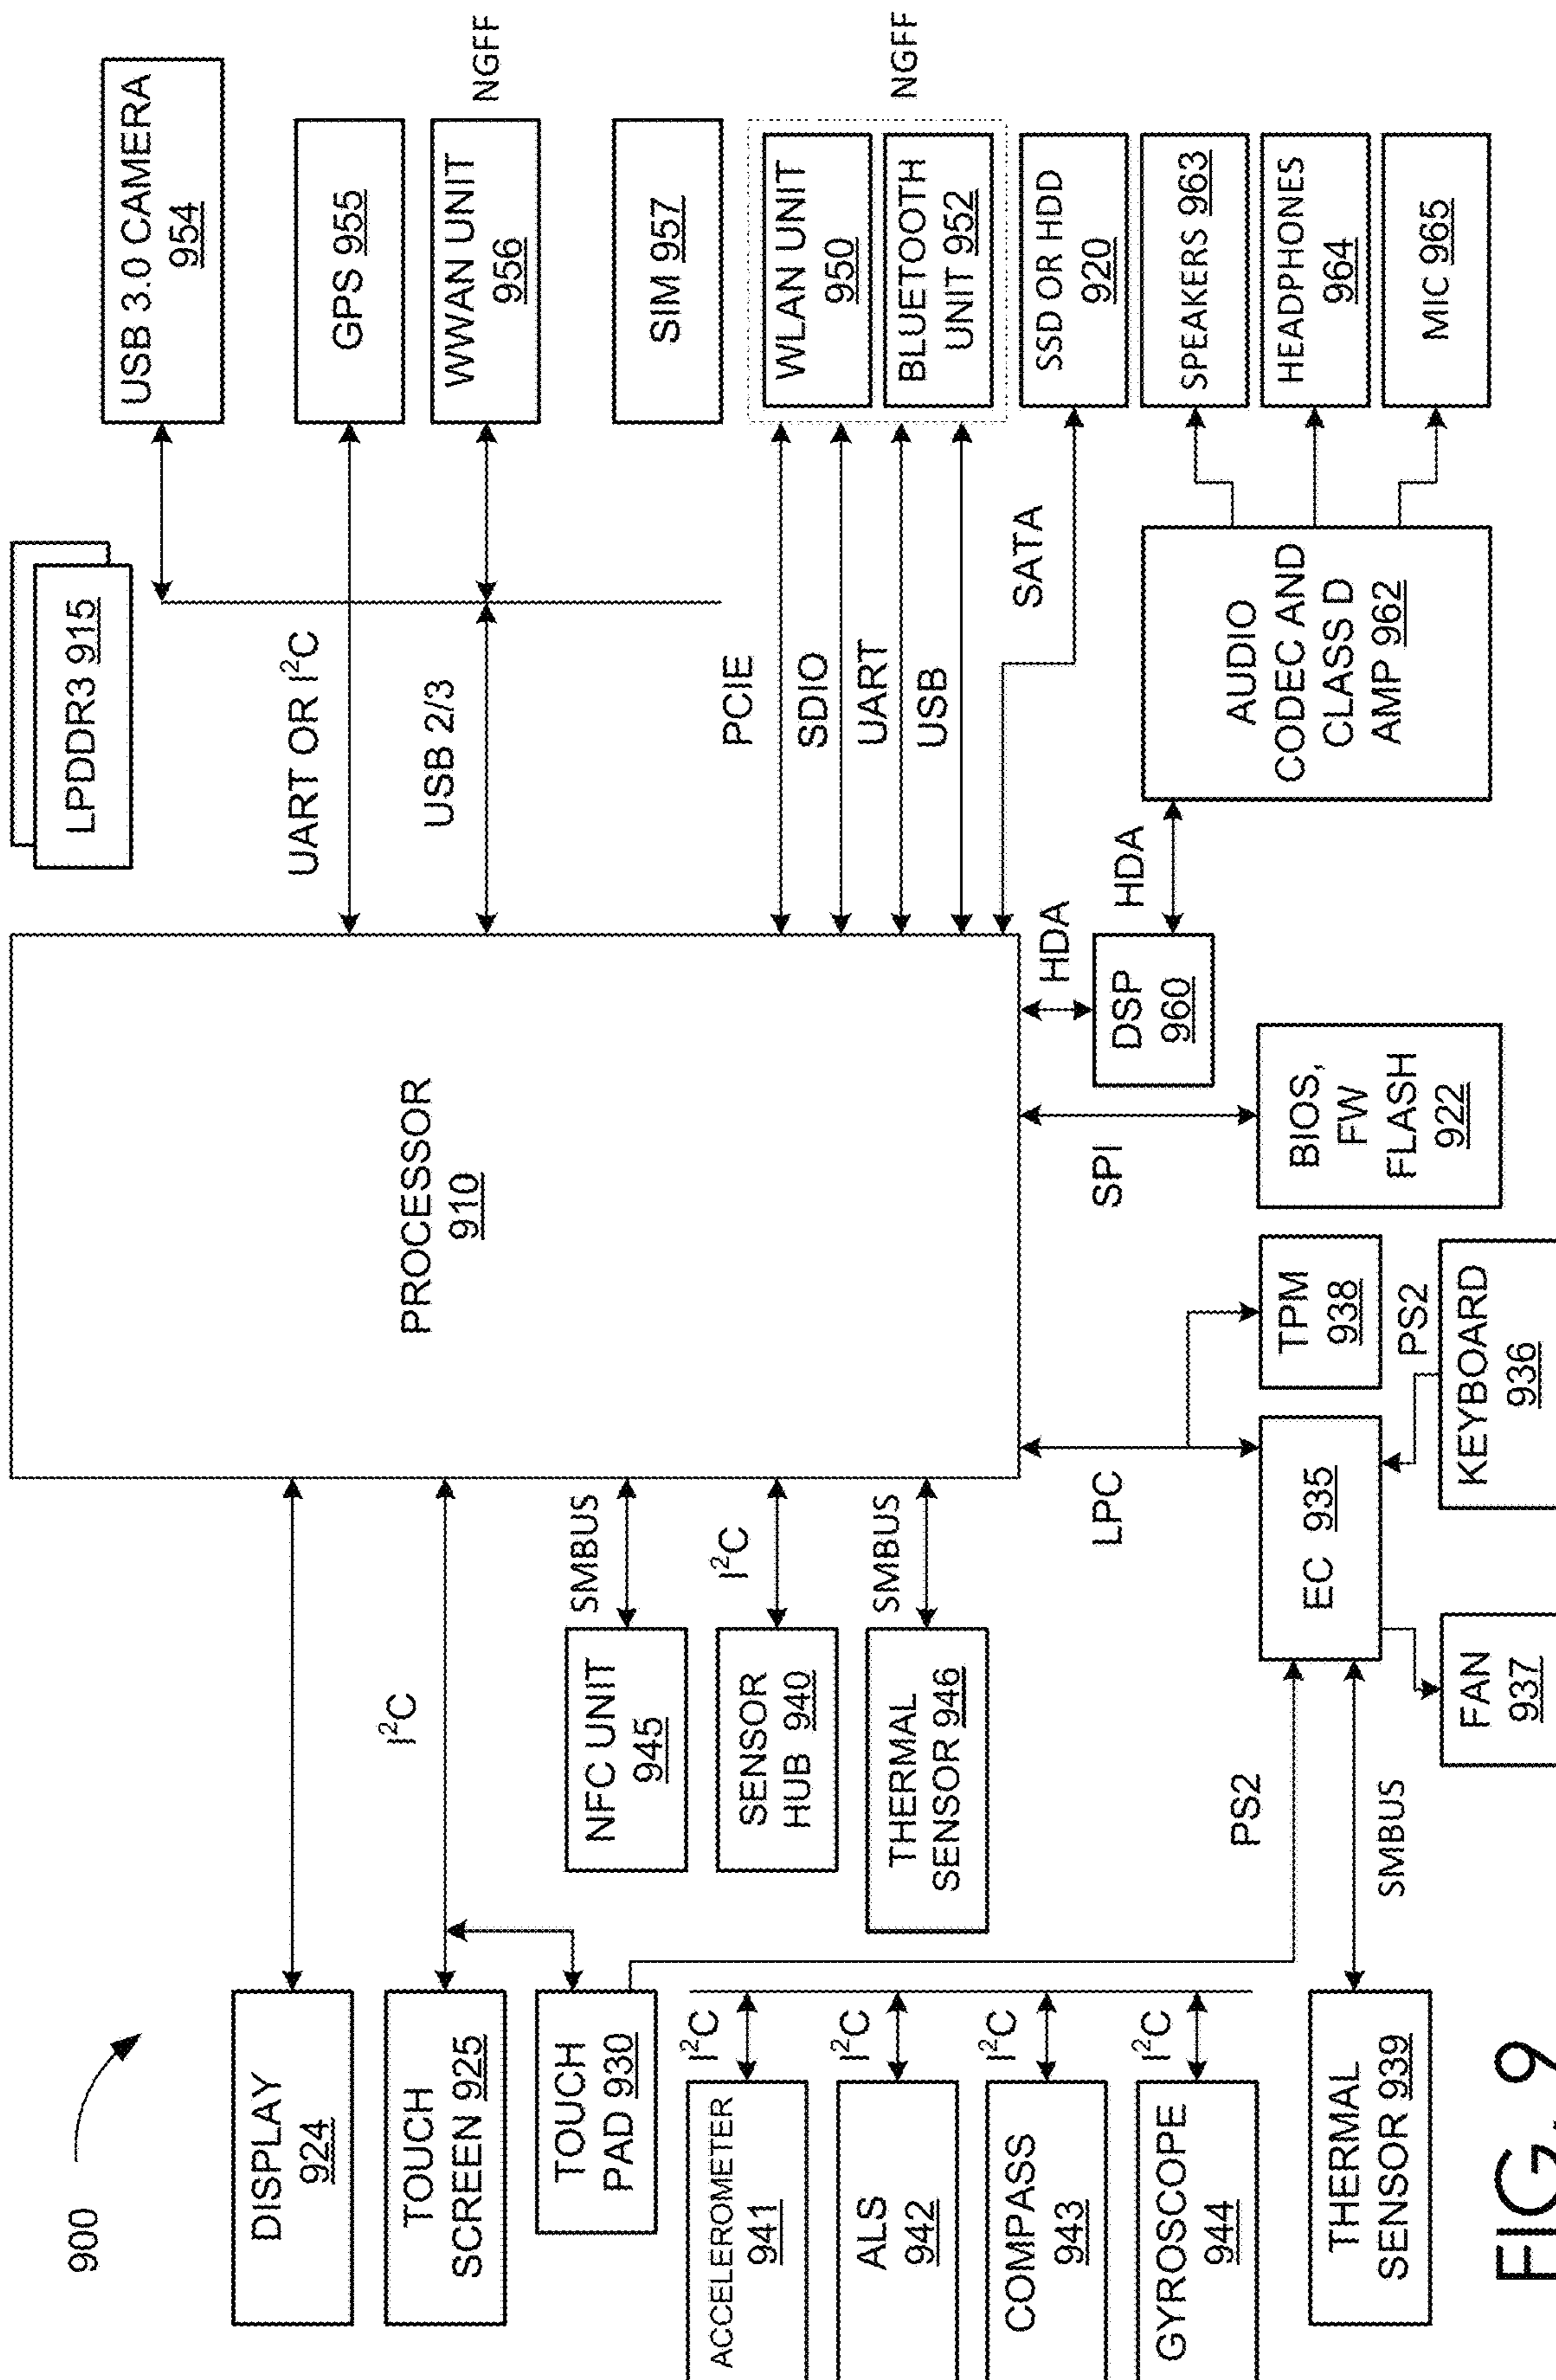 900
LPDDR3 915
DISPLAY
924
TOUCH
SCREEN 925
I²C
TOUCH
PAD 930
PROCESSOR
910
UART OR I²C
USB 2/3
USB 3.0 CAMERA
954
GPS 955
WWAN UNIT
956
NGFF
SIM 957
NFC UNIT
945
SMBUS
SENSOR
HUB 940
I²C
THERMAL
SENSOR 946
SMBUS
PCIE
SDIO
UART
USB
WLAN UNIT
950
BLUETOOTH
UNIT 952
NGFF
ACCELEROMETER
941
I²C
ALS
942
I²C
COMPASS
943
I²C
GYROSCOPE
944
I²C
SATA
SSD OR HDD
920
HDA
DSP
960
HDA
AUDIO
CODEC AND
CLASS D
AMP 962
SPEAKERS 963
HEADPHONES
964
MIC 965
LPC
SPI
PS2
EC 935
TPM
938
BIOS,
FW
FLASH
922
THERMAL
SENSOR 939
SMBUS
FAN
937
PS2
KEYBOARD
936
FIG. 9